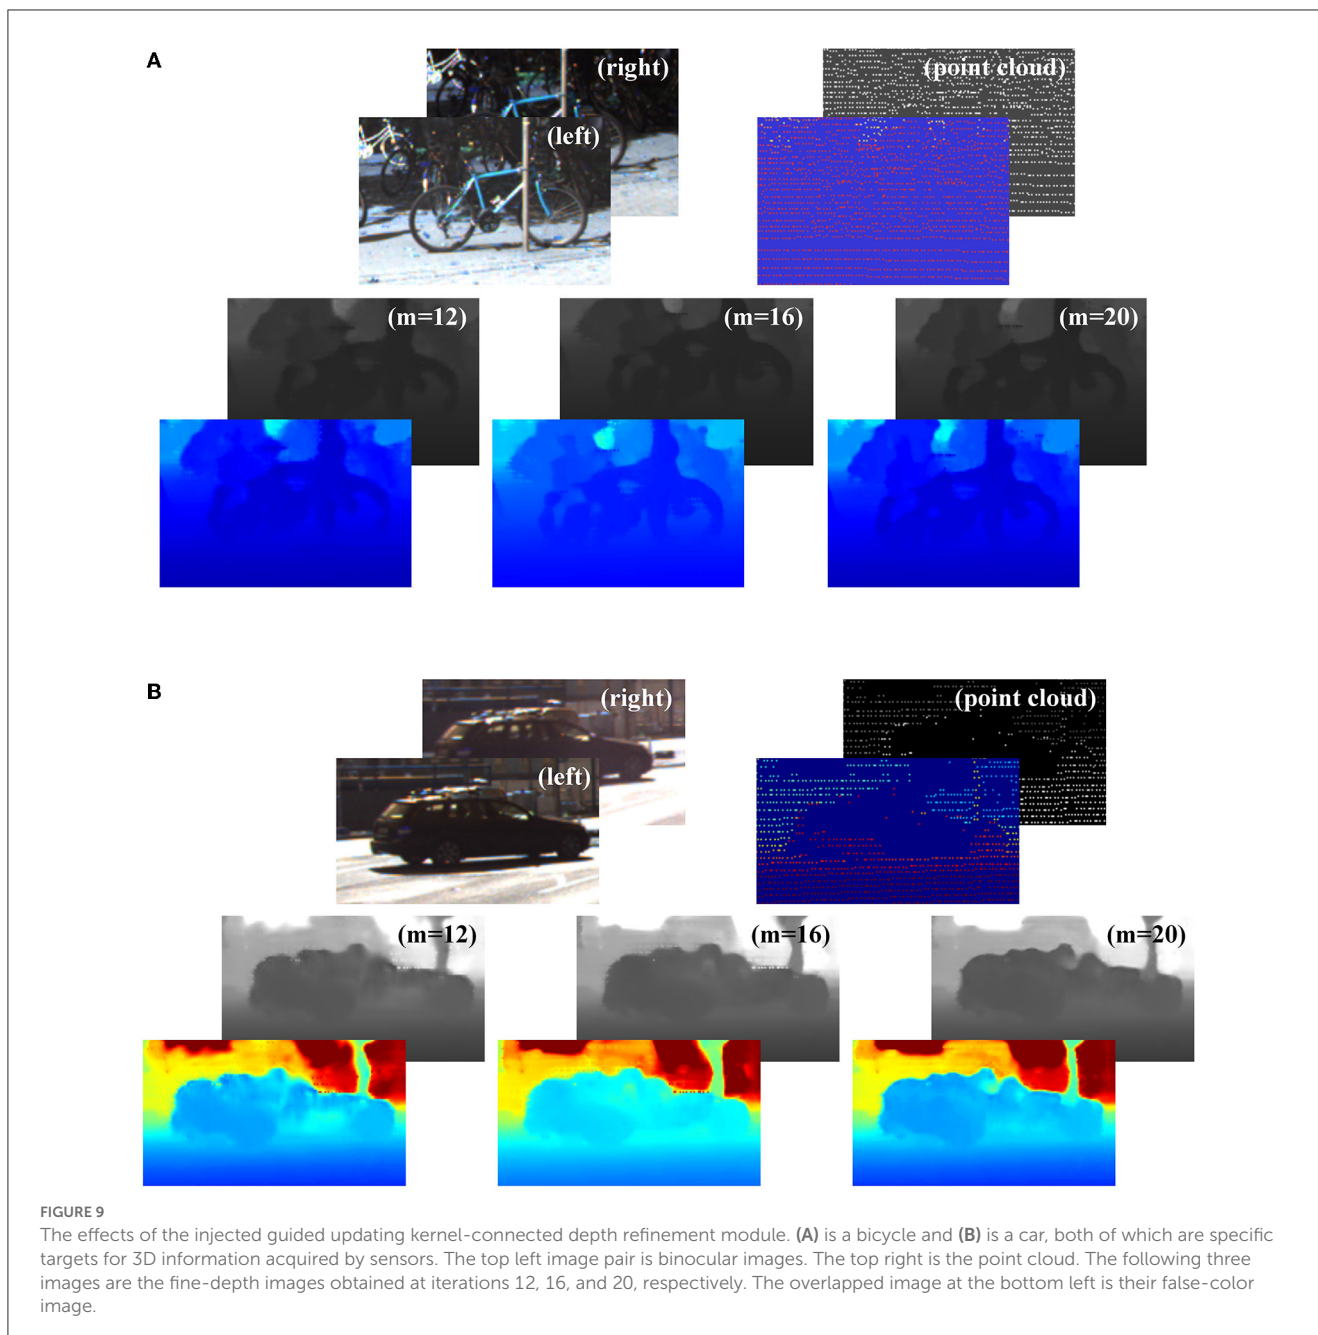 A
(right)
(point cloud)
(left)
(m=12)
(m=16)
(m=20)
B
(right)
(point cloud)
(left)
(m=12)
(m=16)
(m=20)
FIGURE 9
The effects of the injected guided updating kernel-connected depth refinement module. (A) is a bicycle and (B) is a car, both of which are specific
targets for 3D information acquired by sensors. The top left image pair is binocular images. The top right is the point cloud. The following three
images are the fine-depth images obtained at iterations 12, 16, and 20, respectively. The overlapped image at the bottom left is their false-color
image.